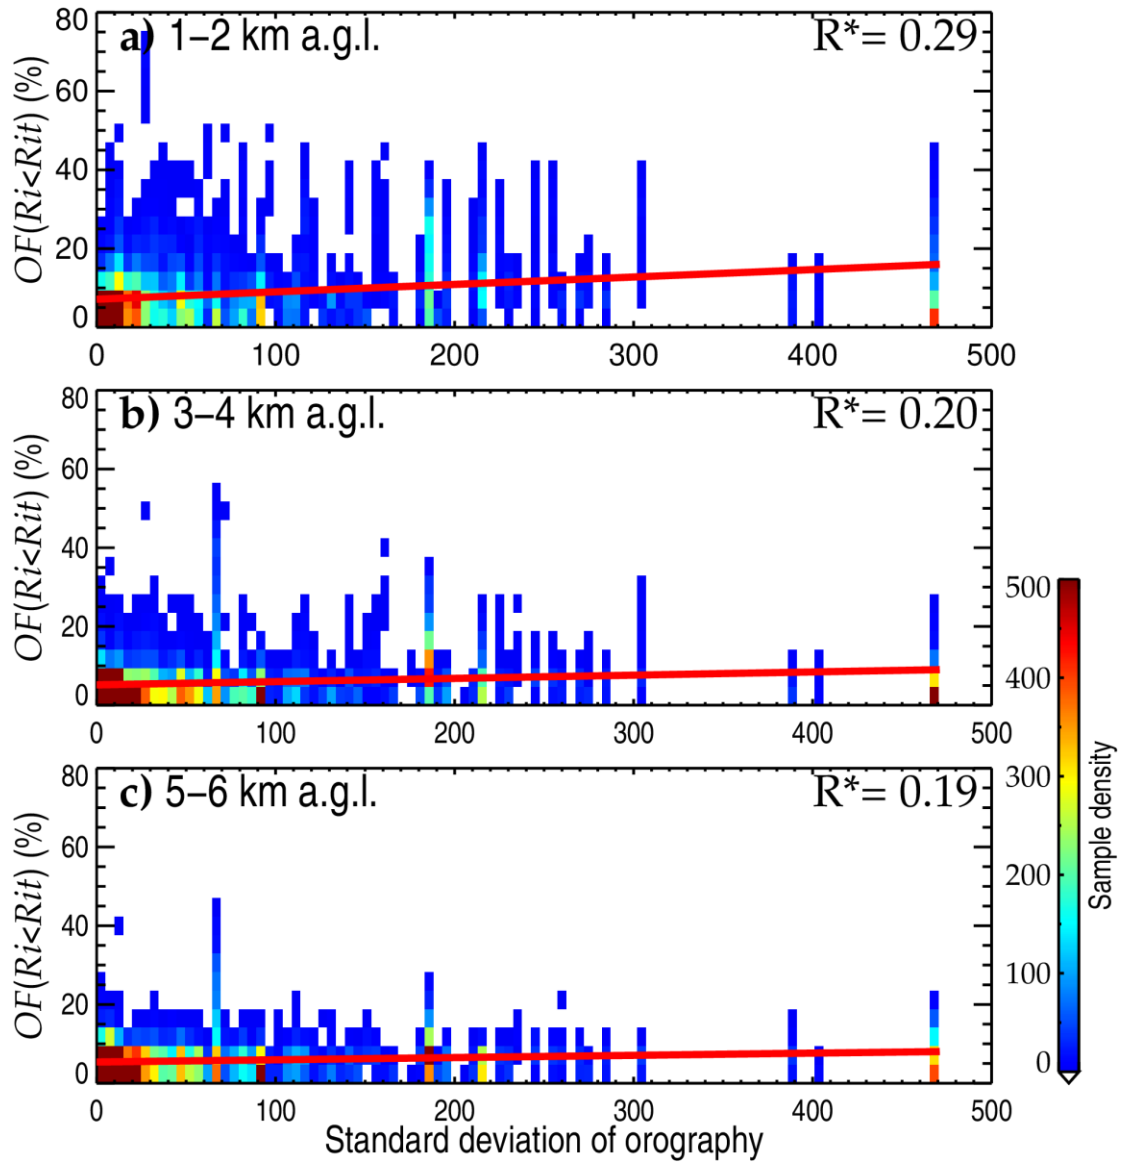 a) 1–2 km a.g.l.
R*= 0.29
OF(Ri<Rit) (%)
80
60
40
20
0
0 100 200 300 400 500
b) 3–4 km a.g.l.
R*= 0.20
OF(Ri<Rit) (%)
80
60
40
20
0
0 100 200 300 400 500
c) 5–6 km a.g.l.
R*= 0.19
OF(Ri<Rit) (%)
80
60
40
20
0
0 100 200 300 400 500
Standard deviation of orography
500
400
300
200
100
0
Sample density